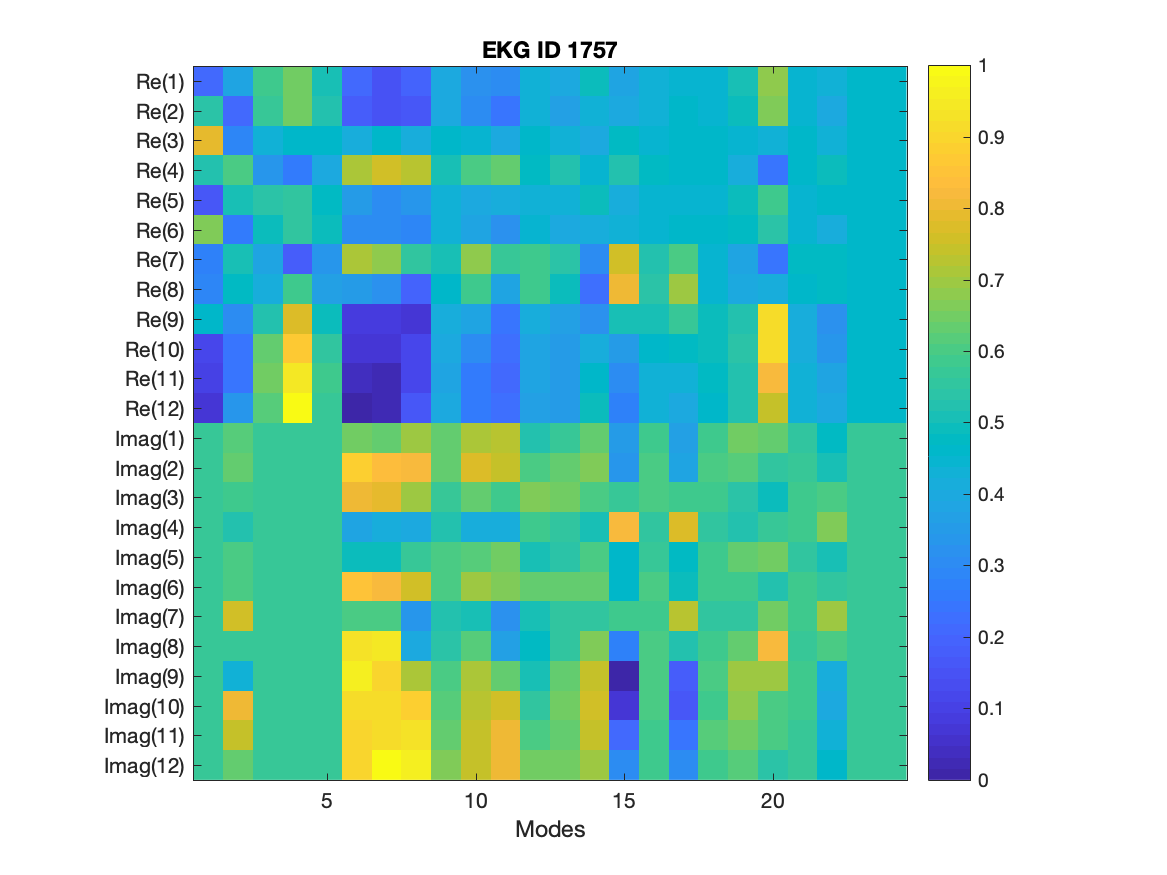 EKG ID 1757
Re(1)
Re(2)
Re(3)
Re(4)
Re(5)
Re(6)
Re(7)
Re(8)
Re(9)
Re(10)
Re(11)
Re(12)
Imag(1)
Imag(2)
Imag(3)
Imag(4)
Imag(5)
Imag(6)
Imag(7)
Imag(8)
Imag(9)
Imag(10)
Imag(11)
Imag(12)
5 10 15 20
Modes
1
0.9
0.8
0.7
0.6
0.5
0.4
0.3
0.2
0.1
0